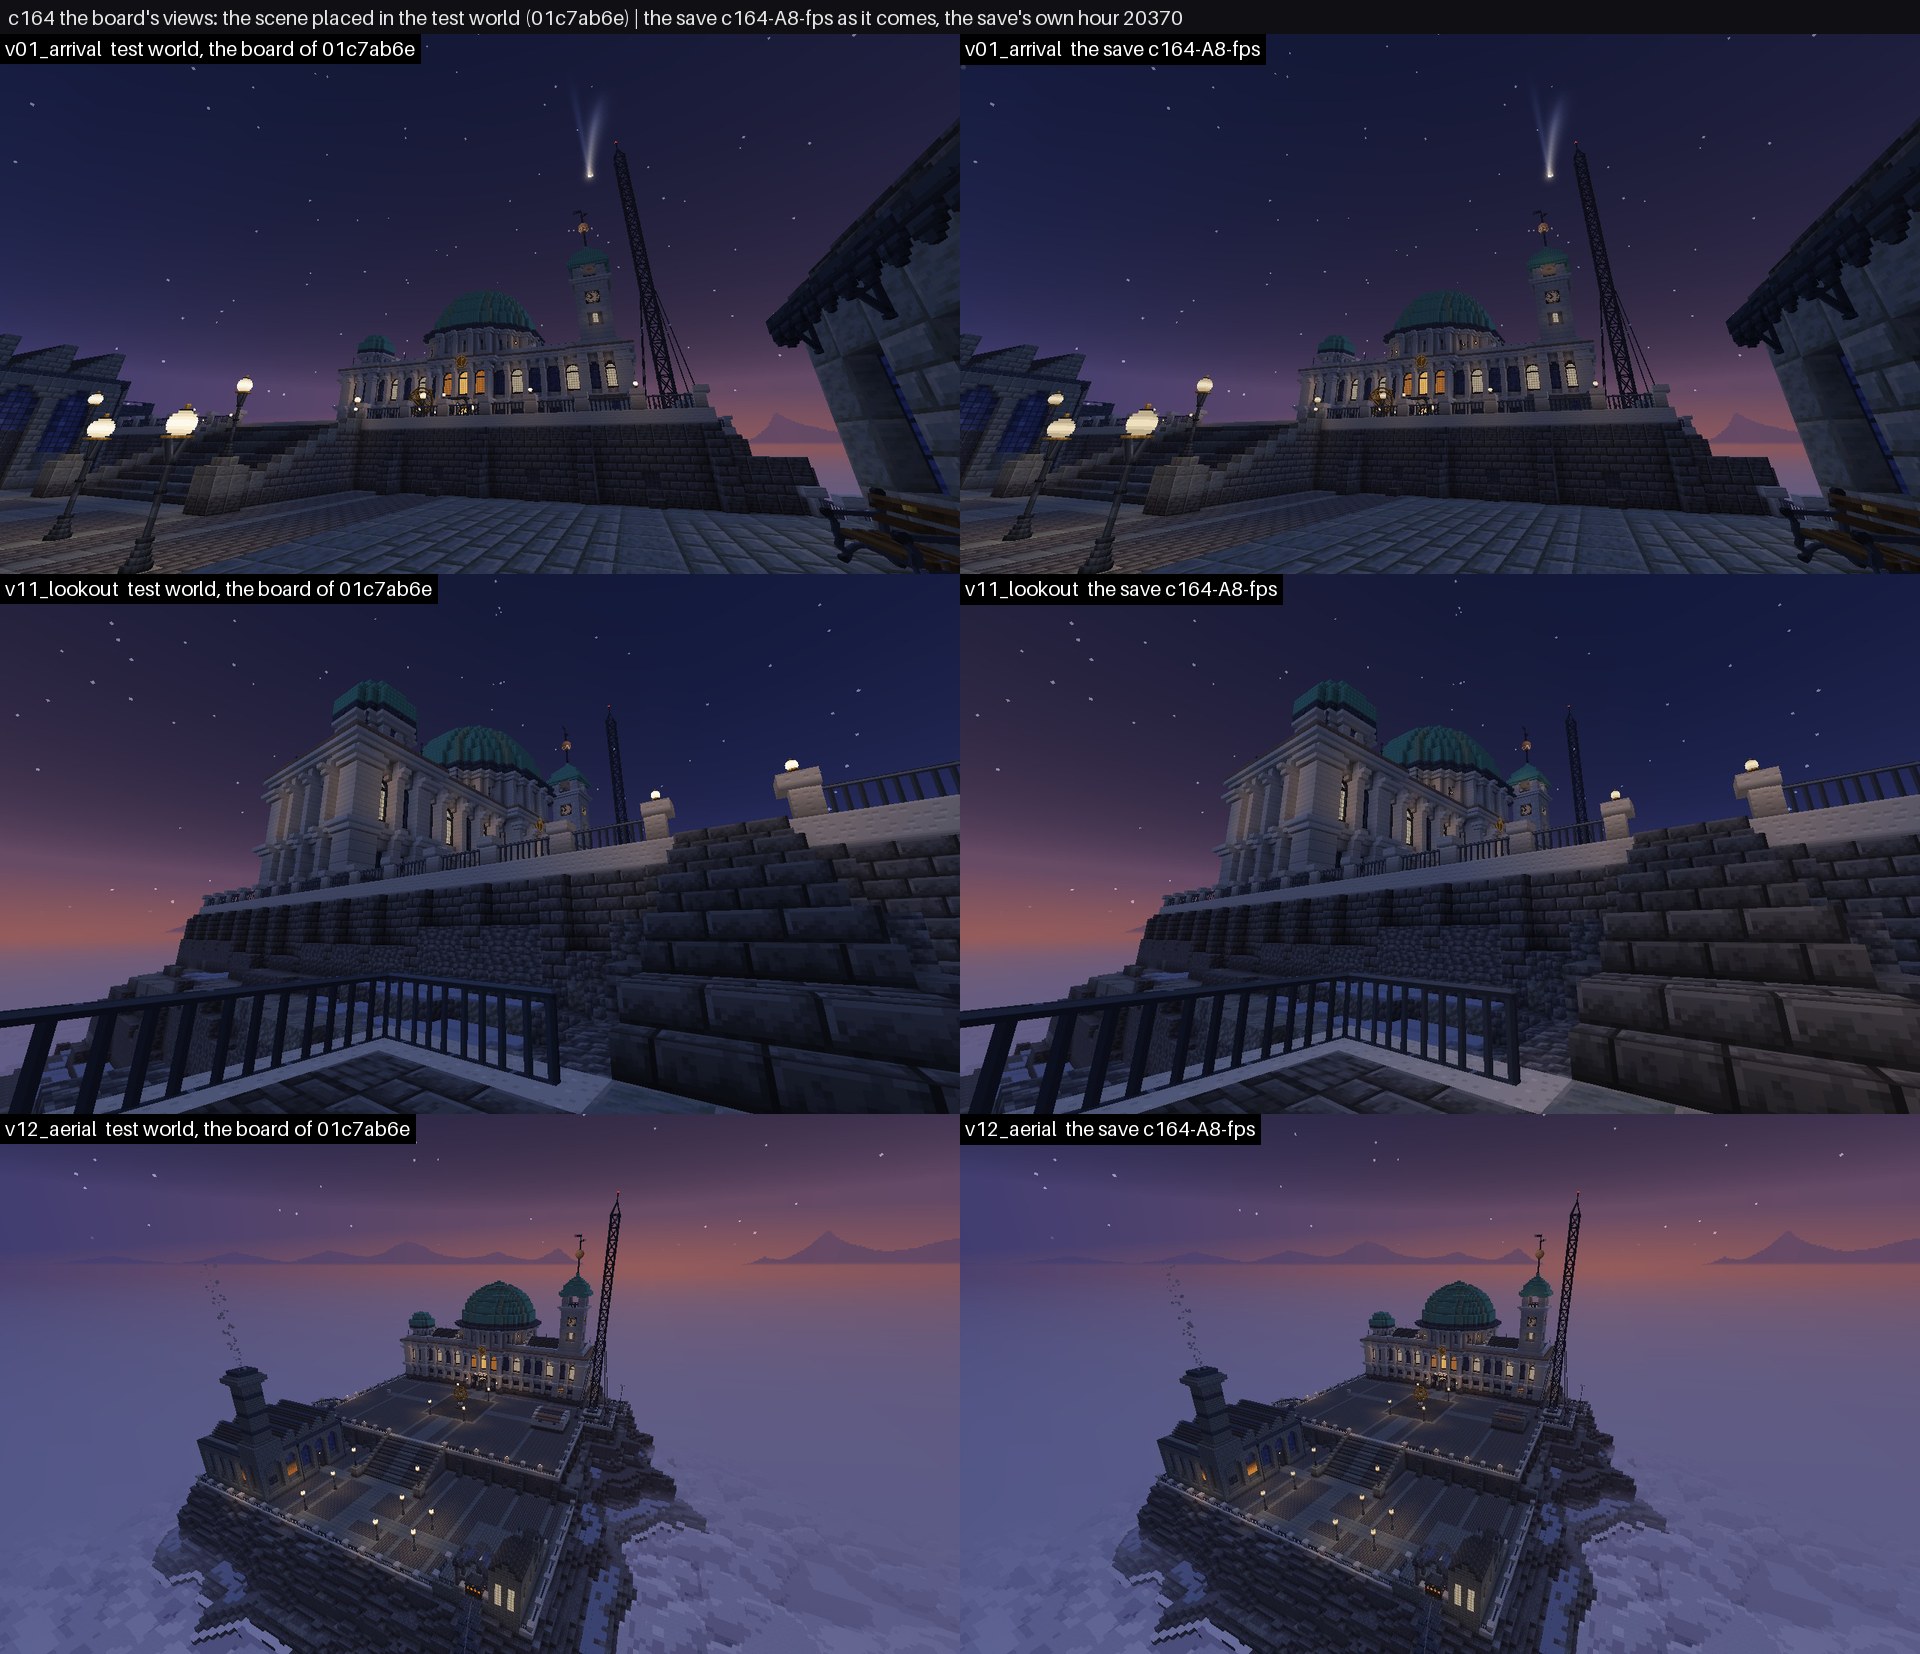 c164 the board's views: the scene placed in the test world (01c7ab6e) | the save c164-A8-fps as it comes, the save's own hour 20370
v01_arrival  test world, the board of 01c7ab6e
v01_arrival  the save c164-A8-fps
v11_lookout  test world, the board of 01c7ab6e
v11_lookout  the save c164-A8-fps
v12_aerial  test world, the board of 01c7ab6e
v12_aerial  the save c164-A8-fps